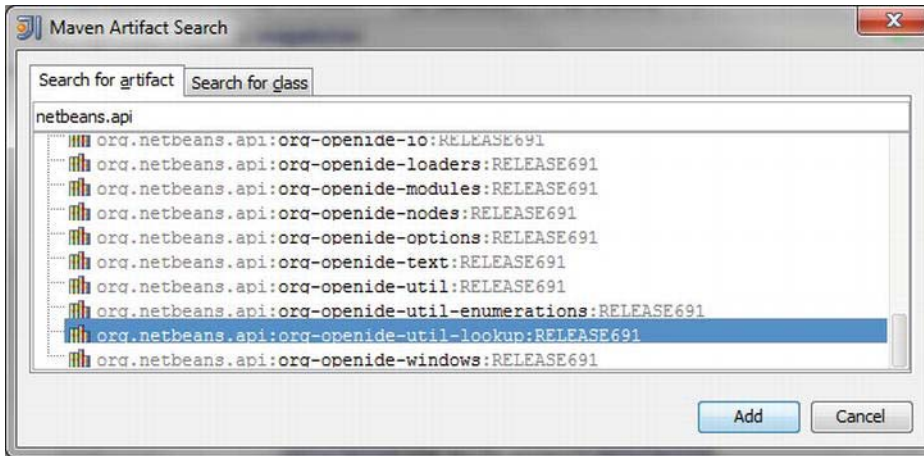 Maven Artifact Search
Search for artifact Search for class
netbeans.api
org.netbeans.api:org-openide-io:RELEASE691
org.netbeans.api:org-openide-loaders:RELEASE691
org.netbeans.api:org-openide-modules:RELEASE691
org.netbeans.api:org-openide-nodes:RELEASE691
org.netbeans.api:org-openide-options:RELEASE691
org.netbeans.api:org-openide-text:RELEASE691
org.netbeans.api:org-openide-util:RELEASE691
org.netbeans.api:org-openide-util-enumerations:RELEASE691
org.netbeans.api:org-openide-util-lookup:RELEASE691
org.netbeans.api:org-openide-windows:RELEASE691
Add Cancel